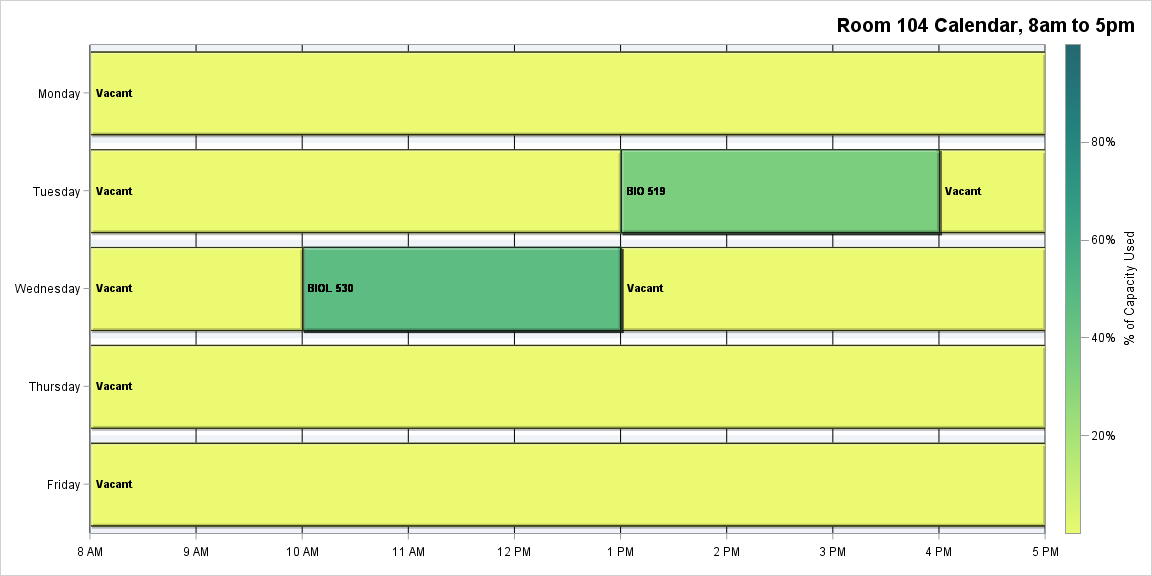 Room 104 Calendar, 8am to 5pm
Monday
Vacant
Tuesday
Vacant
BIO 519
Vacant
Wednesday
Vacant
BIOL 530
Vacant
Thursday
Vacant
Friday
Vacant
8 AM
9 AM
10 AM
11 AM
12 PM
1 PM
2 PM
3 PM
4 PM
5 PM
80%
60%
40%
20%
% of Capacity Used